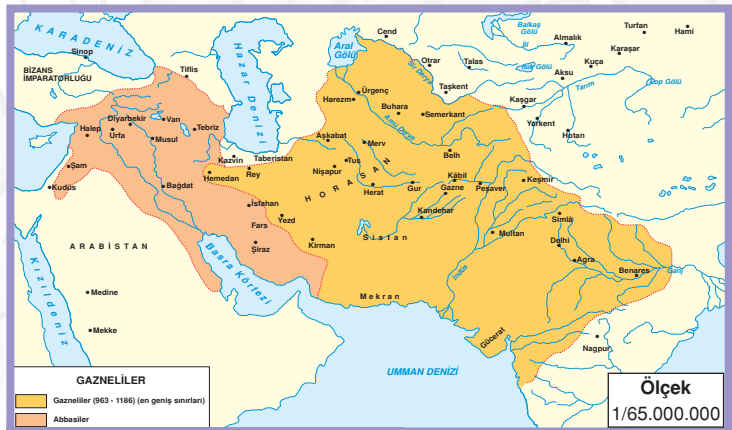 KARADENİZ
Sinop
BİZANS
İMPARATORLUĞU
Tiflis
Hazar Denizi
Aral
Gölü
Cend
Otrar
Sir Derya
Talas
Taşkent
Balkaş
Gölü
İli
Almalık
Isık Gölü
Aksu
Turfan
Hami
Karaşar
Kuça
Lop Gölü
Tarım
Kaşgar
Yarkent
Hotan
Ürgenç
Harezm
Buhara
Semerkant
Amu Derya
Diyarbekir
Halep
Urfa
Van
Musul
Tebriz
Şam
Kudüs
Bağdat
Kazvin
Taberistan
Hemedan
Rey
Aşkabat
Merv
Tus
Nişapur
HORASAN
Herat
Belh
Gur
Kâbil
Gazne
Peşaver
Keşmir
Kandehar
İsfahan
Fars
Yezd
Şiraz
Kirman
Sistan
Multan
Simla
Delhi
Agra
Benares
Ganj
İndia
ARABİSTAN
Basra Körfezi
Mekran
Gücerat
Nagpur
Kızıldeniz
Medine
Mekke
UMMAN DENİZİ
GAZNELİLER
Gazneliler (963 - 1186) (en geniş sınırları)
Abbasiler
Ölçek
1/65.000.000